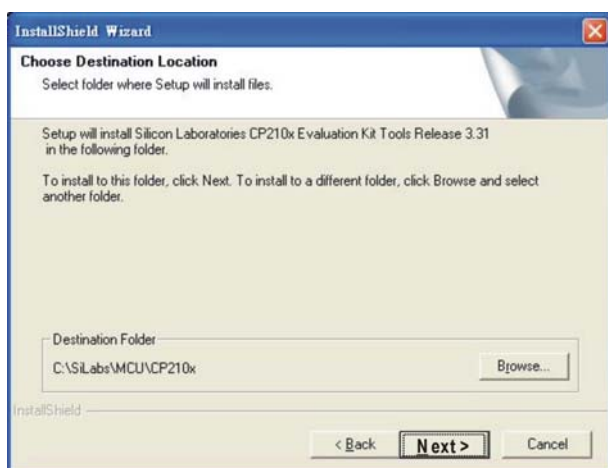 InstallShield Wizard
Choose Destination Location
Select folder where Setup will install files.
Setup will install Silicon Laboratories CP210x Evaluation Kit Tools Release 3.31
in the following folder.
To install to this folder, click Next. To install to a different folder, click Browse and select
another folder.
Destination Folder
C:\SiLabs\MCU\CP210x
Browse...
InstallShield
< Back
Next >
Cancel